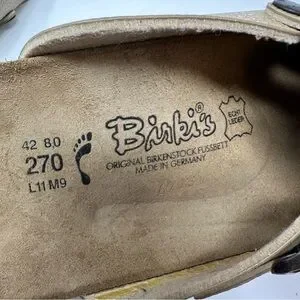 42 8,0
270
L11 M9
Birki's®
ORIGINAL BIRKENSTOCK FUSSBETT
MADE IN GERMANY
ECHT
LEDER